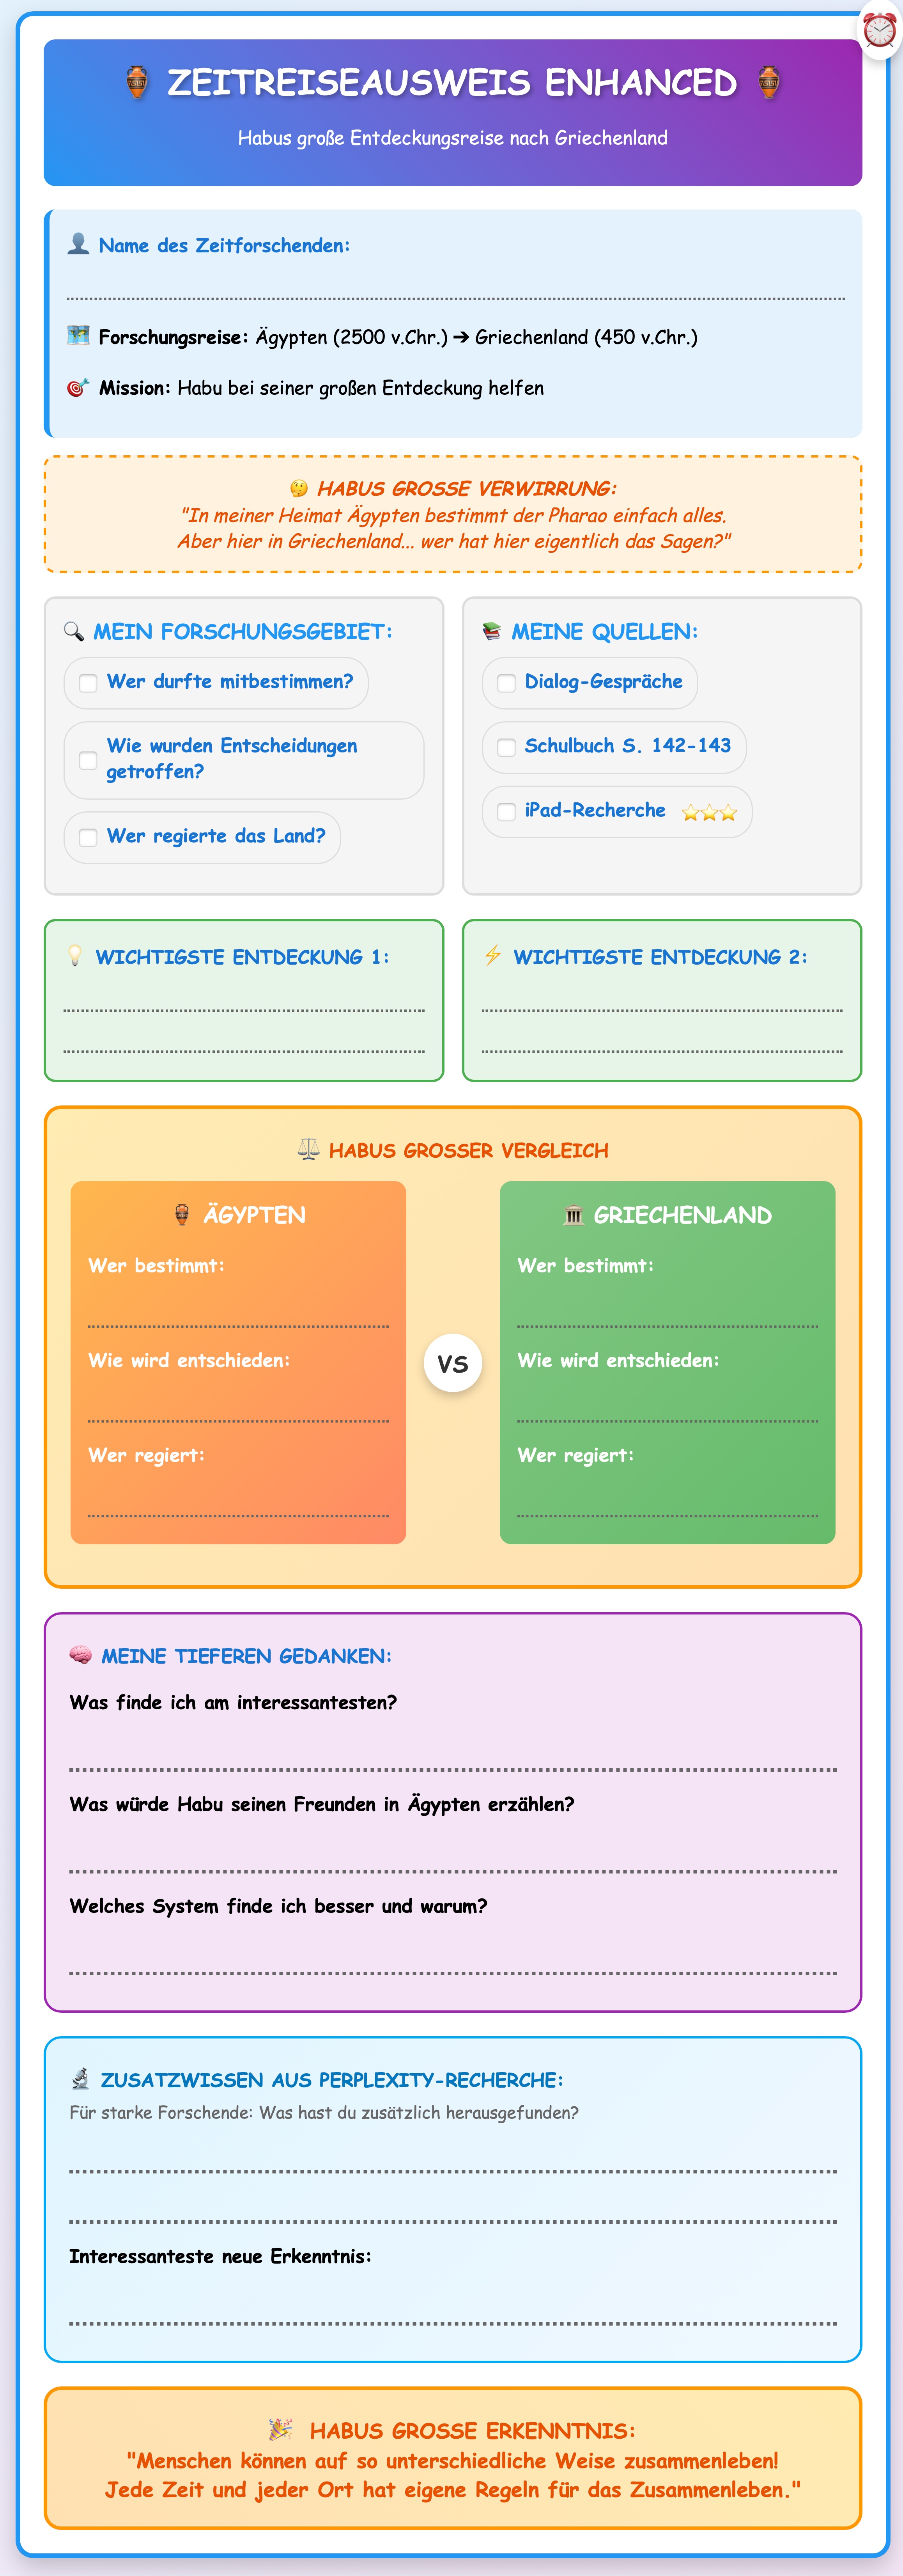 ZEITREISEAUSWEIS ENHANCED
Habus große Entdeckungsreise nach Griechenland
Name des Zeitforschenden:
Forschungsreise: Ägypten (2500 v.Chr.) ➔ Griechenland (450 v.Chr.)
Mission: Habu bei seiner großen Entdeckung helfen
HABUS GROSSE VERWIRRUNG:
"In meiner Heimat Ägypten bestimmt der Pharao einfach alles.
Aber hier in Griechenland... wer hat hier eigentlich das Sagen?"
MEIN FORSCHUNGSGEBIET:
Wer durfte mitbestimmen?
Wie wurden Entscheidungen
getroffen?
Wer regierte das Land?
MEINE QUELLEN:
Dialog-Gespräche
Schulbuch S. 142-143
iPad-Recherche
WICHTIGSTE ENTDECKUNG 1:
WICHTIGSTE ENTDECKUNG 2:
HABUS GROSSER VERGLEICH
ÄGYPTEN
Wer bestimmt:
Wie wird entschieden:
Wer regiert:
VS
GRIECHENLAND
Wer bestimmt:
Wie wird entschieden:
Wer regiert:
MEINE TIEFEREN GEDANKEN:
Was finde ich am interessantesten?
Was würde Habu seinen Freunden in Ägypten erzählen?
Welches System finde ich besser und warum?
ZUSATZWISSEN AUS PERPLEXITY-RECHERCHE:
Für starke Forschende: Was hast du zusätzlich herausgefunden?
Interessanteste neue Erkenntnis:
HABUS GROSSE ERKENNTNIS:
"Menschen können auf so unterschiedliche Weise zusammenleben!
Jede Zeit und jeder Ort hat eigene Regeln für das Zusammenleben."